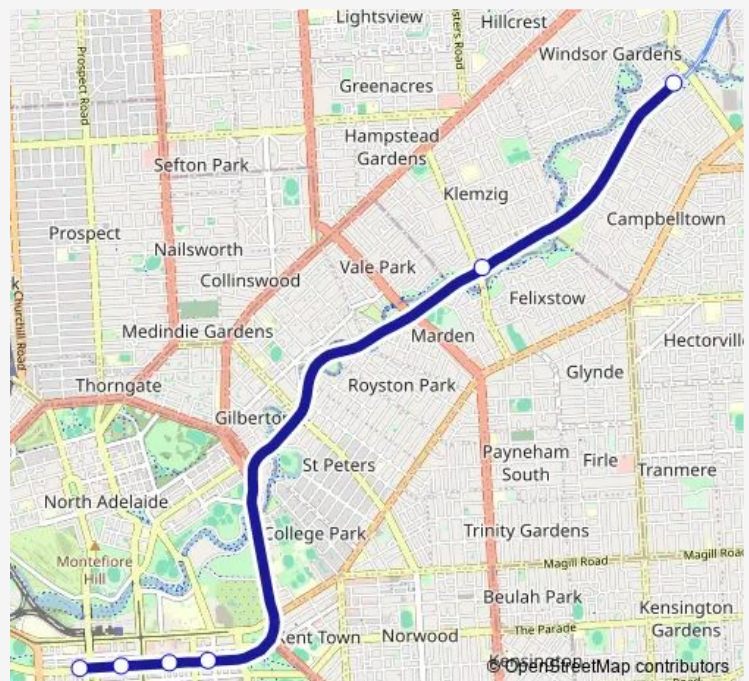 Lightsview
Hillcrest
Windsor Gardens
Prospect Road
Greenacres
Hampstead
Gardens
Sefton Park
Klemzig
Campbelltown
Prospect
Nailsworth
Vale Park
Collinswood
Felixstow
Churchill Road
Medindie Gardens
Marden
Hectorville
Thorngate
Royston Park
Glynde
Gilberton
Payneham
South
Firle
St Peters
Tranmere
North Adelaide
College Park
Trinity Gardens
Montefiore
Hill
Magill Road
Magill Road
Beulah Park
Kensington
Gardens
The Parade
Kent Town
Norwood
Kensington
© OpenStreetMap contributors
Road